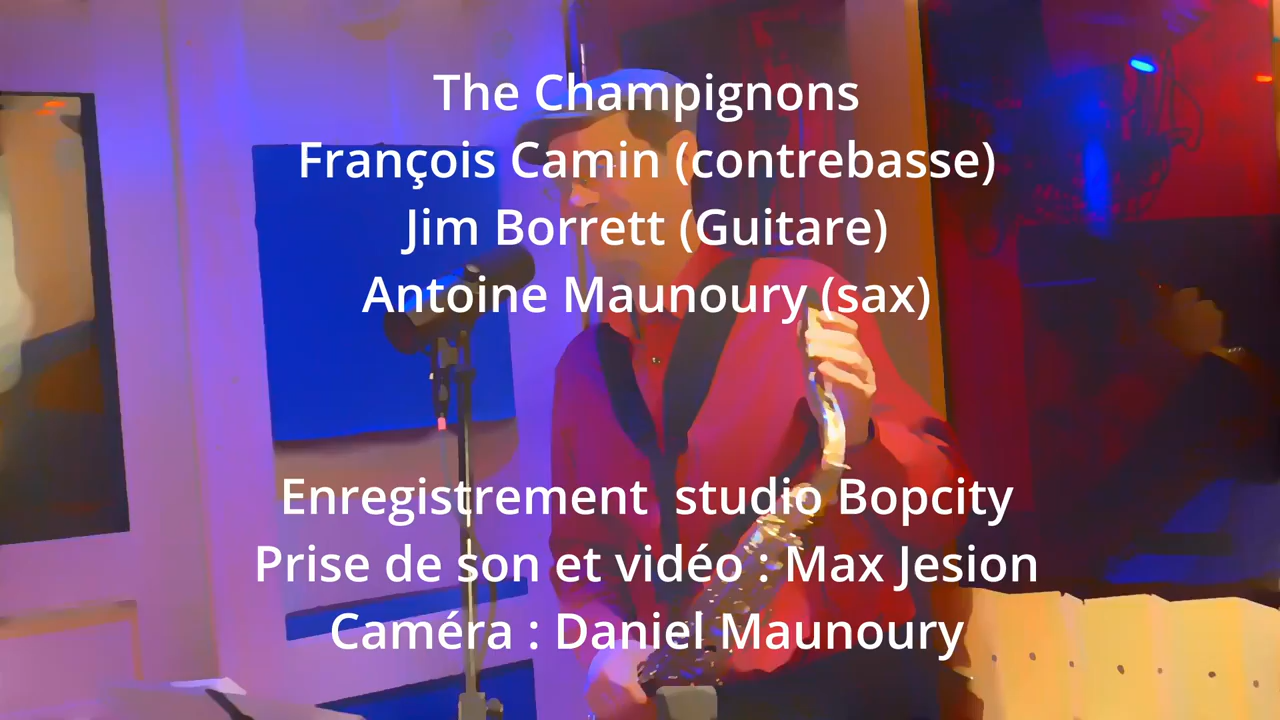 The Champignons
François Camin (contrebasse)
Jim Borrett (Guitare)
Antoine Maunoury (sax)
Enregistrement  studio Bopcity
Prise de son et vidéo : Max Jesion
Caméra : Daniel Maunoury